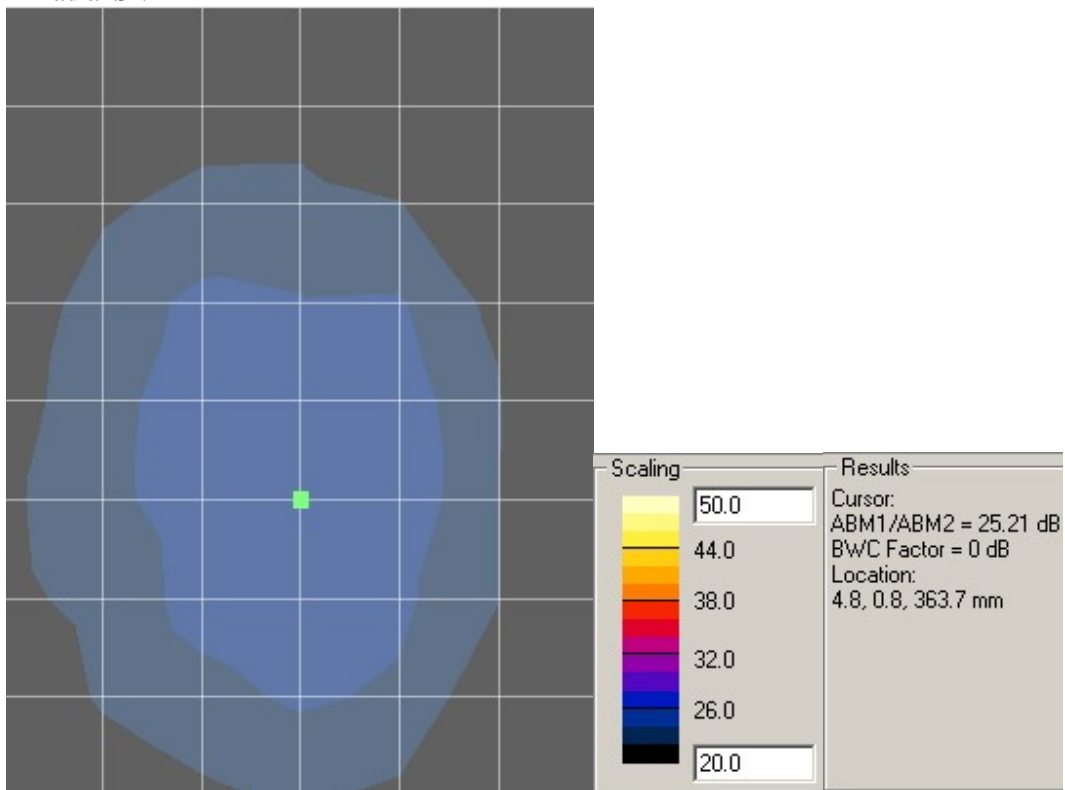 Scaling
50.0
44.0
38.0
32.0
26.0
20.0
Results
Cursor:
ABM1/ABM2 = 25.21 dB
BWC Factor = 0 dB
Location:
4.8, 0.8, 363.7 mm